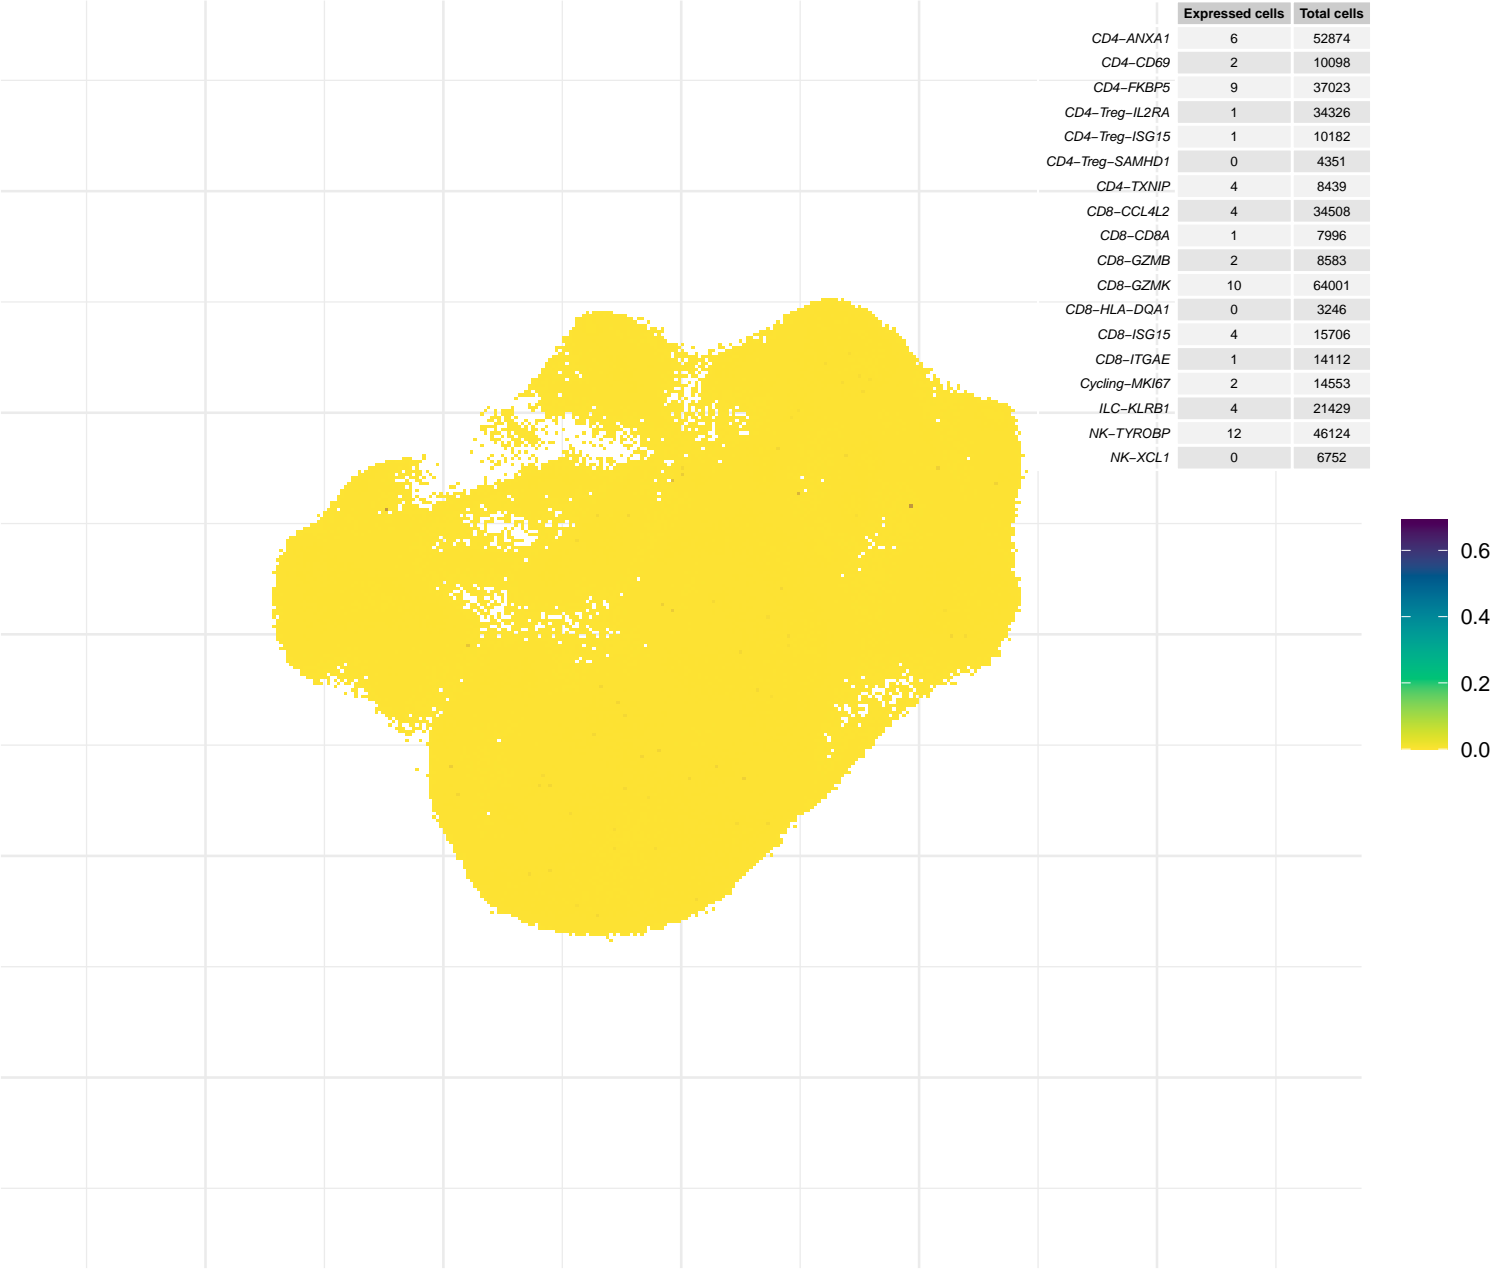 Expressed cells Total cells
CD4−ANXA1 6 52874
CD4−CD69 2 10098
CD4−FKBP5 9 37023
CD4−Treg−IL2RA 1 34326
CD4−Treg−ISG15 1 10182
CD4−Treg−SAMHD1 0 4351
CD4−TXNIP 4 8439
CD8−CCL4L2 4 34508
CD8−CD8A 1 7996
CD8−GZMB 2 8583
CD8−GZMK 10 64001
CD8−HLA−DQA1 0 3246
CD8−ISG15 4 15706
CD8−ITGAE 1 14112
Cycling−MKI67 2 14553
ILC−KLRB1 4 21429
NK−TYROBP 12 46124
NK−XCL1 0 6752
0.6
0.4
0.2
0.0